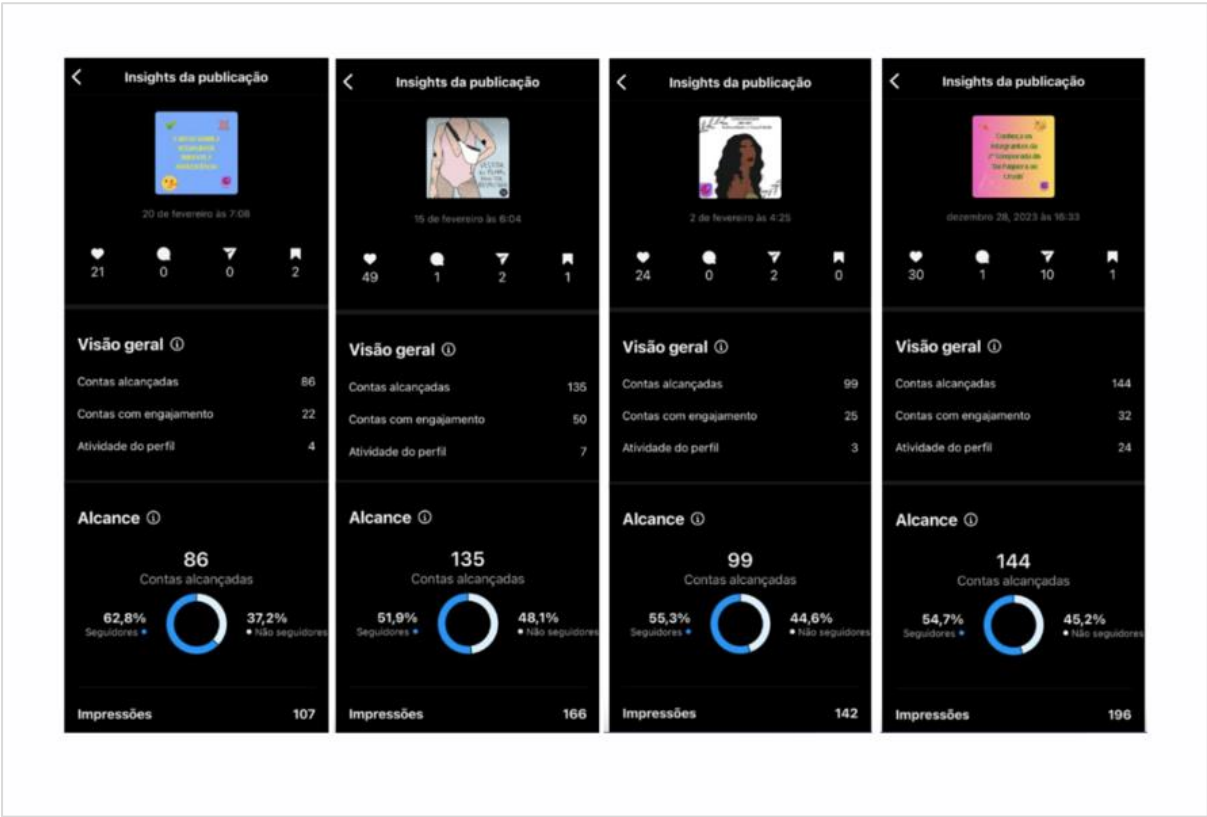 Insights da publicação
20 de fevereiro às 7:08
21 0 0 2
Visão geral
Contas alcançadas 86
Contas com engajamento 22
Atividade do perfil 4
Alcance
86
Contas alcançadas
62,8% 37,2%
Seguidores Não seguidores
Impressões 107
Insights da publicação
15 de fevereiro às 6:04
49 1 2 1
Visão geral
Contas alcançadas 135
Contas com engajamento 50
Atividade do perfil 7
Alcance
135
Contas alcançadas
51,9% 48,1%
Seguidores Não seguidores
Impressões 166
Insights da publicação
2 de fevereiro às 4:25
24 0 2 0
Visão geral
Contas alcançadas 99
Contas com engajamento 25
Atividade do perfil 3
Alcance
99
Contas alcançadas
55,3% 44,6%
Seguidores Não seguidores
Impressões 142
Insights da publicação
Conheça os
integrantes da
temporada de
dezembro 28, 2023 às 16:33
30 1 10 1
Visão geral
Contas alcançadas 144
Contas com engajamento 32
Atividade do perfil 24
Alcance
144
Contas alcançadas
54,7% 45,2%
Seguidores Não seguidores
Impressões 196